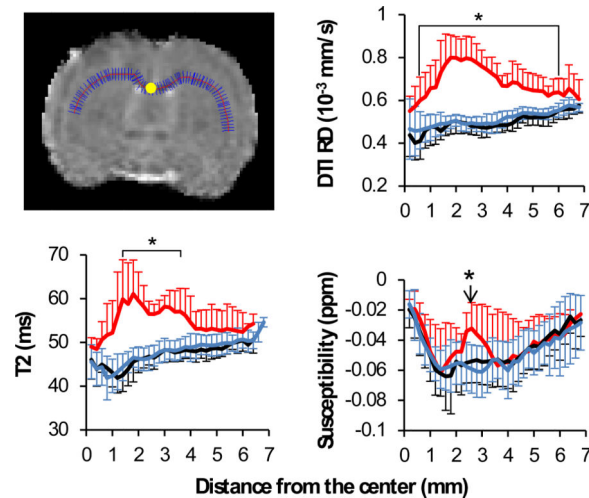 *
DTI RD (10⁻³ mm/s)
1
0.8
0.6
0.4
0.2
0 1 2 3 4 5 6 7
*
T2 (ms)
70
60
50
40
30
0 1 2 3 4 5 6 7
*
Susceptibility (ppm)
0
-0.02
-0.04
-0.06
-0.08
-0.1
0 1 2 3 4 5 6 7
Distance from the center (mm)